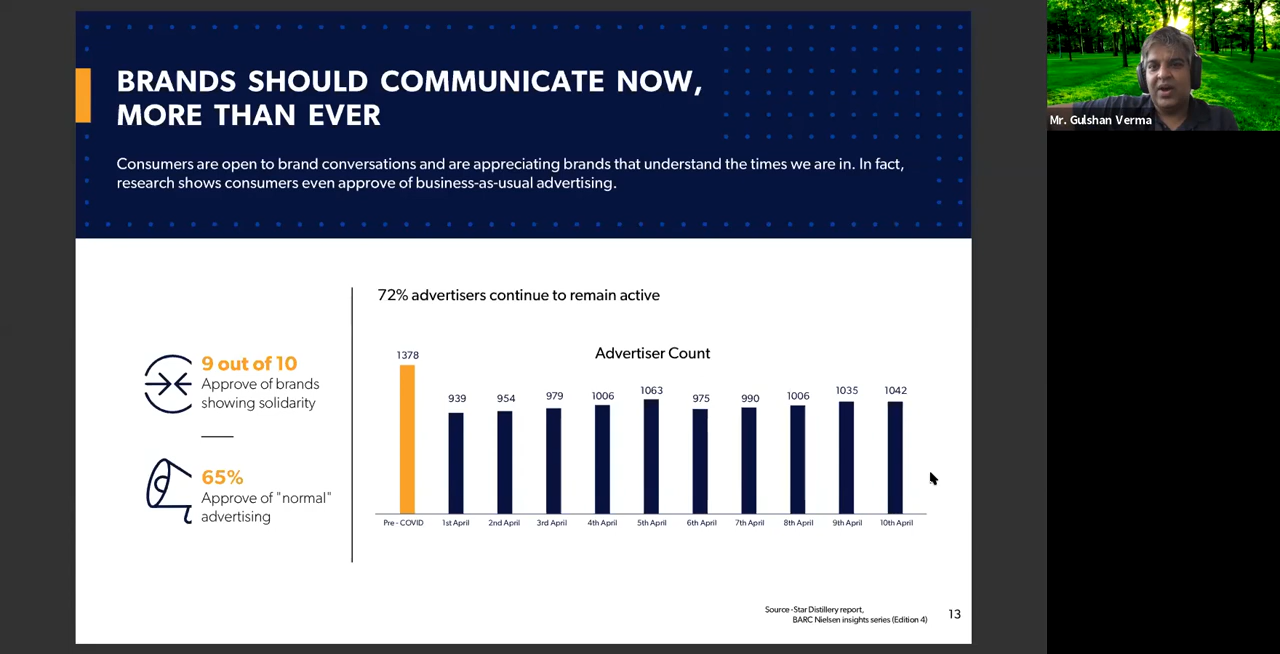 BRANDS SHOULD COMMUNICATE NOW,
MORE THAN EVER
Consumers are open to brand conversations and are appreciating brands that understand the times we are in. In fact,
research shows consumers even approve of business-as-usual advertising.
9 out of 10
Approve of brands
showing solidarity
65%
Approve of "normal"
advertising
72% advertisers continue to remain active
Advertiser Count
1378 939 954 979 1006 1063 975 990 1006 1035 1042
Pre - COVID 1st April 2nd April 3rd April 4th April 5th April 6th April 7th April 8th April 9th April 10th April
Source -Star Distillery report,
BARC Nielsen insights series (Edition 4)
13
Mr. Gulshan Verma